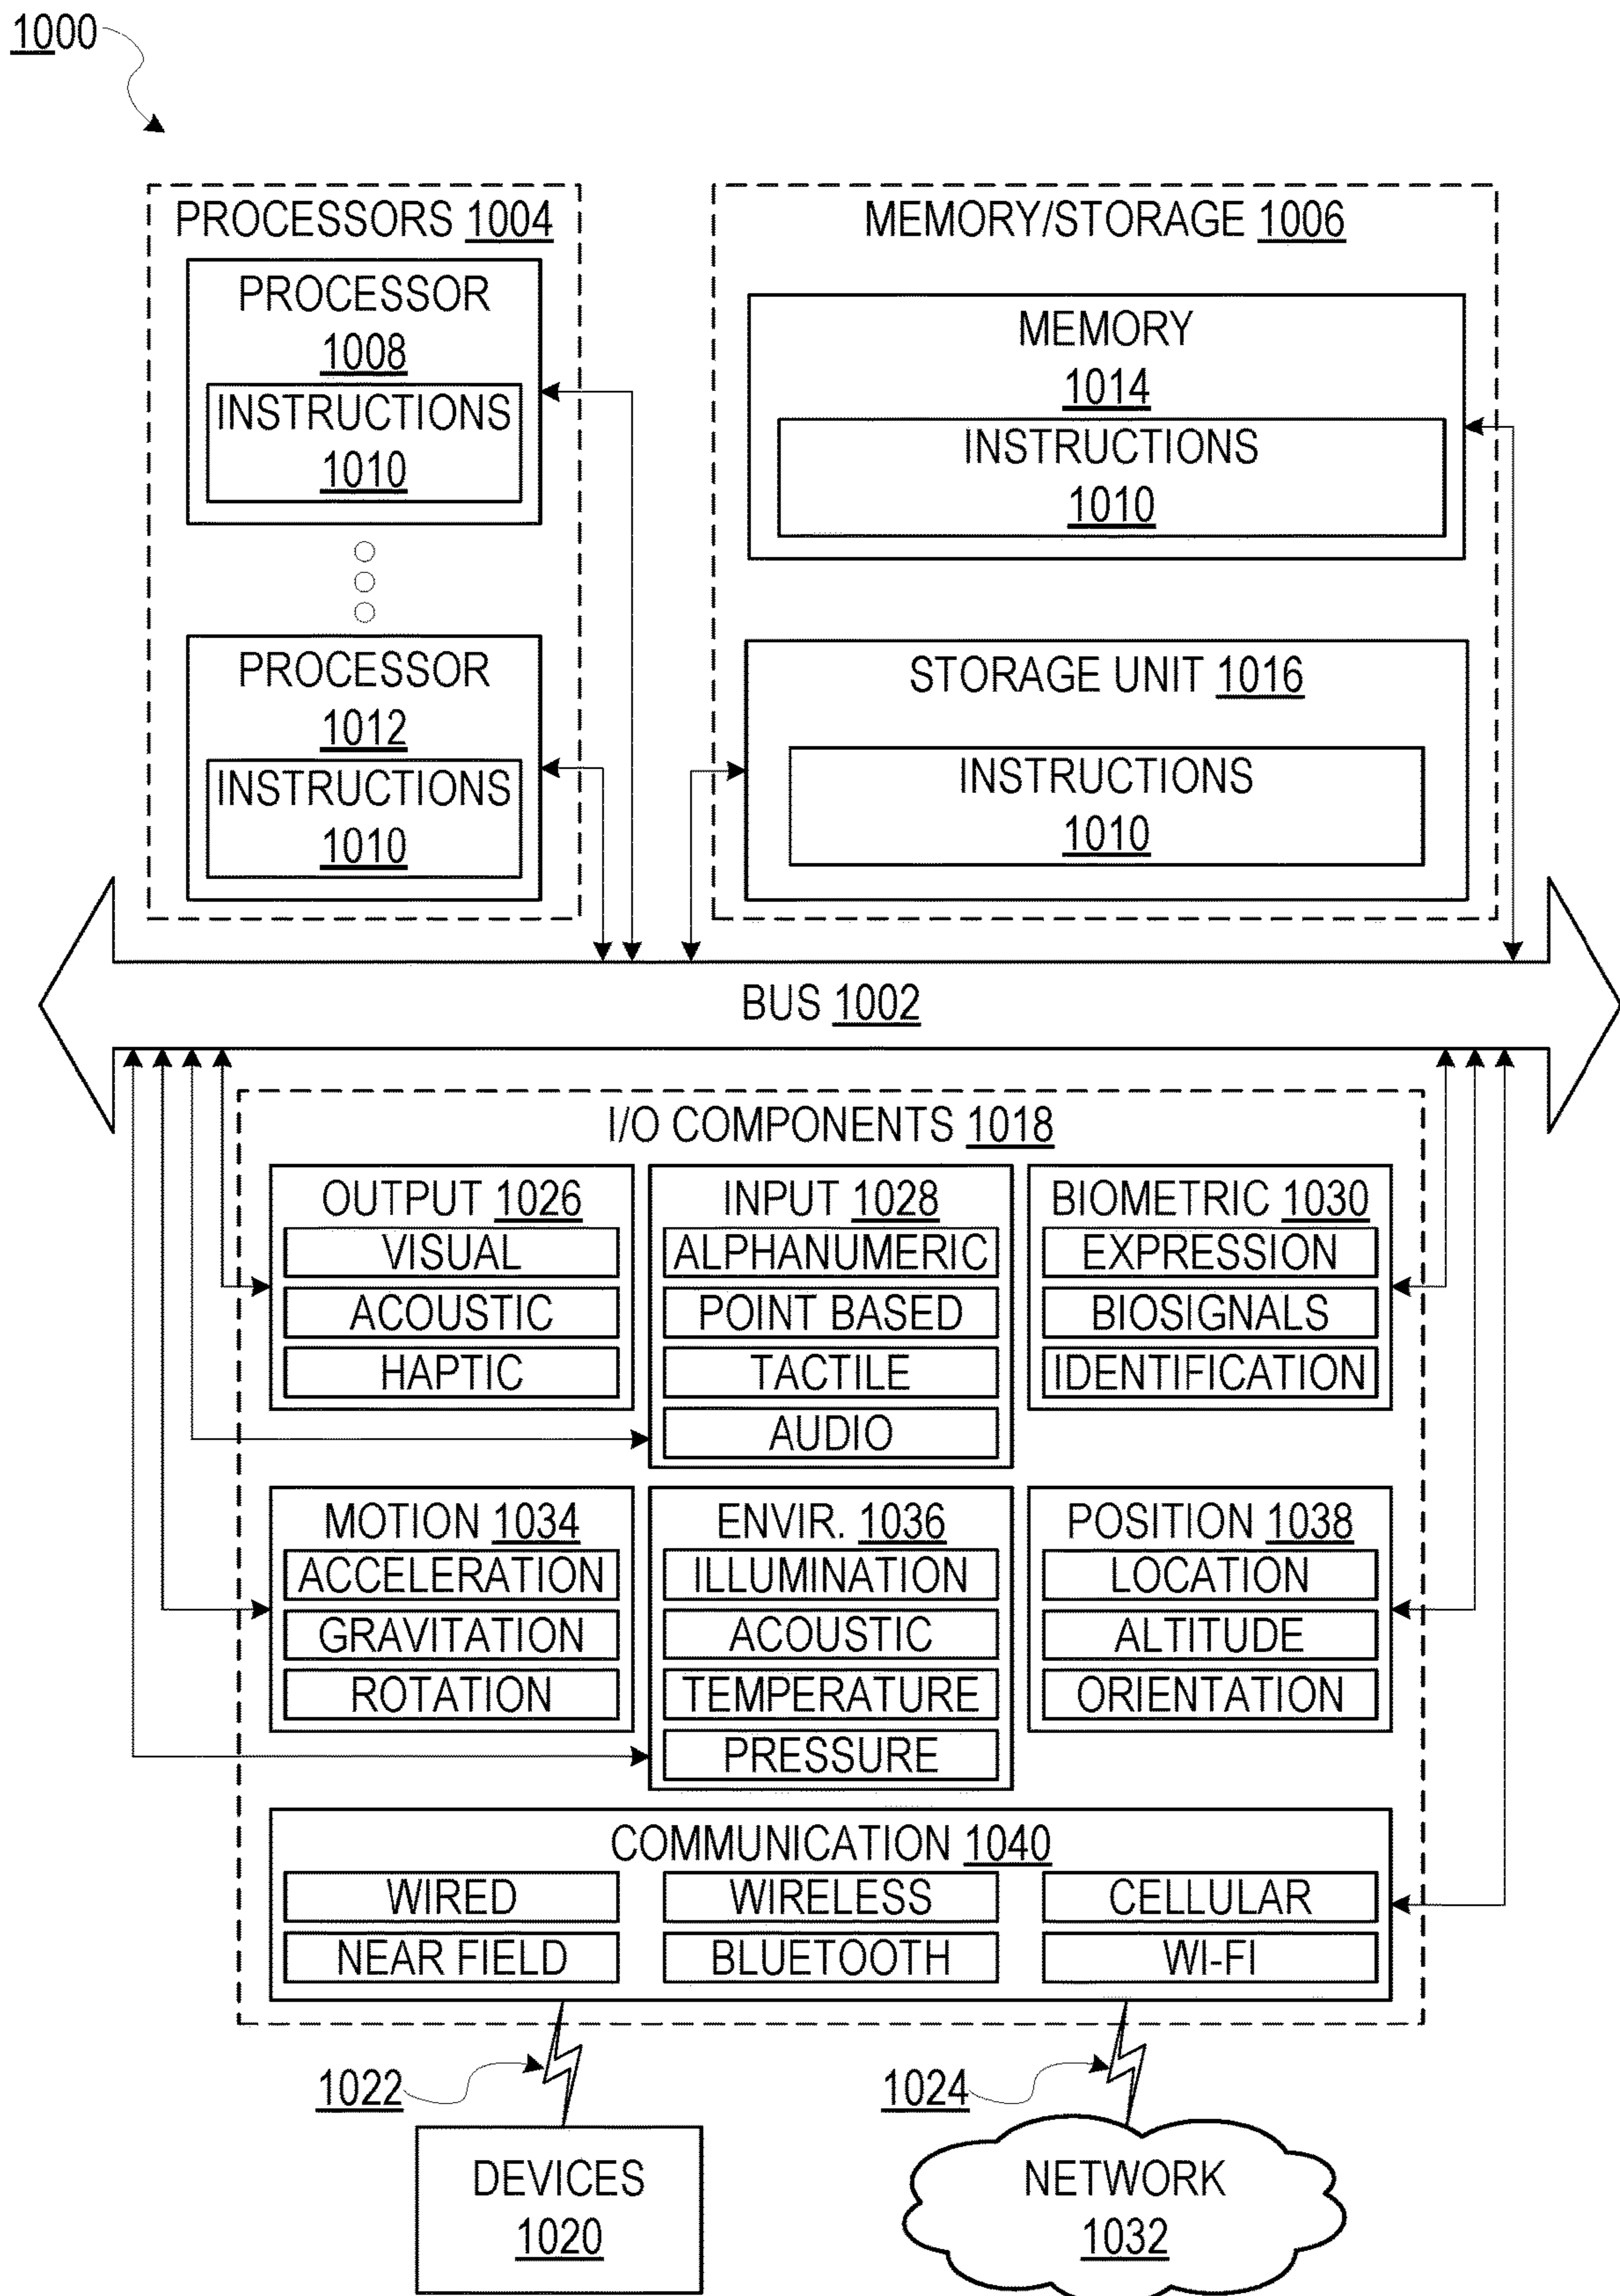 1000
PROCESSORS 1004
PROCESSOR
1008
INSTRUCTIONS
1010
PROCESSOR
1012
INSTRUCTIONS
1010
MEMORY/STORAGE 1006
MEMORY
1014
INSTRUCTIONS
1010
STORAGE UNIT 1016
INSTRUCTIONS
1010
BUS 1002
I/O COMPONENTS 1018
OUTPUT 1026
VISUAL
ACOUSTIC
HAPTIC
INPUT 1028
ALPHANUMERIC
POINT BASED
TACTILE
AUDIO
BIOMETRIC 1030
EXPRESSION
BIOSIGNALS
IDENTIFICATION
MOTION 1034
ACCELERATION
GRAVITATION
ROTATION
ENVIR. 1036
ILLUMINATION
ACOUSTIC
TEMPERATURE
PRESSURE
POSITION 1038
LOCATION
ALTITUDE
ORIENTATION
COMMUNICATION 1040
WIRED
WIRELESS
CELLULAR
NEAR FIELD
BLUETOOTH
WI-FI
1022
1024
DEVICES
1020
NETWORK
1032